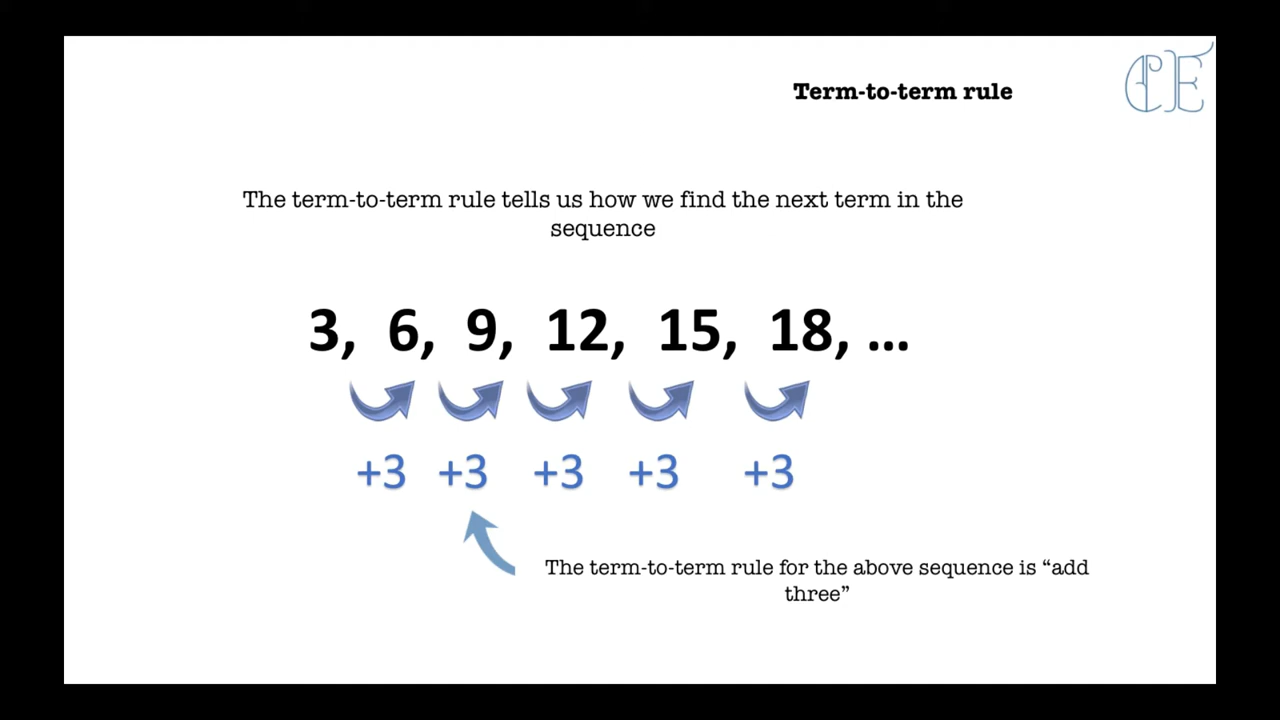 CE
Term-to-term rule
The term-to-term rule tells us how we find the next term in the
sequence
3, 6, 9, 12, 15, 18, ...
+3 +3 +3 +3 +3
The term-to-term rule for the above sequence is “add
three”